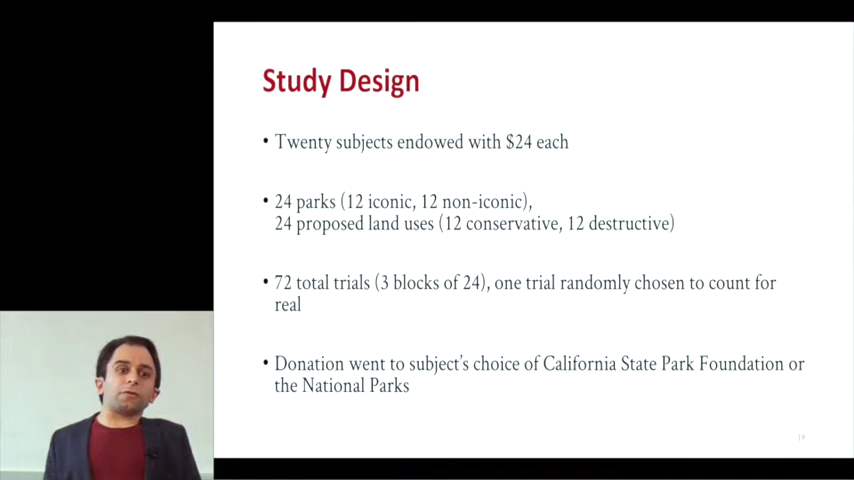 Study Design
• Twenty subjects endowed with $24 each
• 24 parks (12 iconic, 12 non-iconic),
24 proposed land uses (12 conservative, 12 destructive)
• 72 total trials (3 blocks of 24), one trial randomly chosen to count for
real
• Donation went to subject's choice of California State Park Foundation or
the National Parks
19